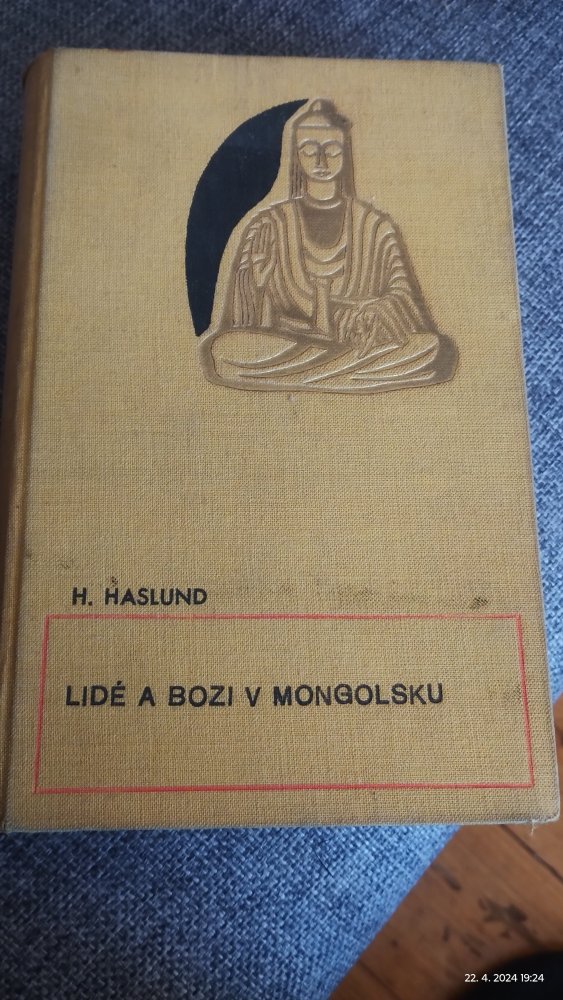 H. HASLUND
LIDÉ A BOZI V MONGOLSKU
22. 4. 2024 19:24